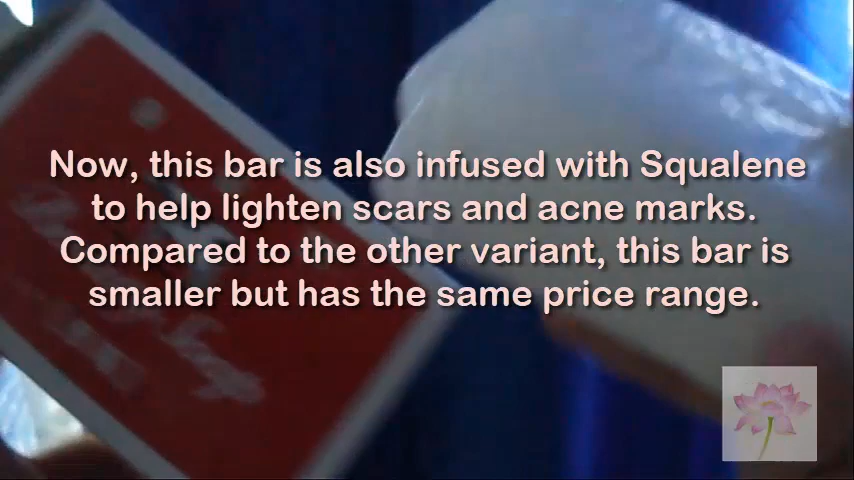 Now, this bar is also infused with Squalene
to help lighten scars and acne marks.
Compared to the other variant, this bar is
smaller but has the same price range.